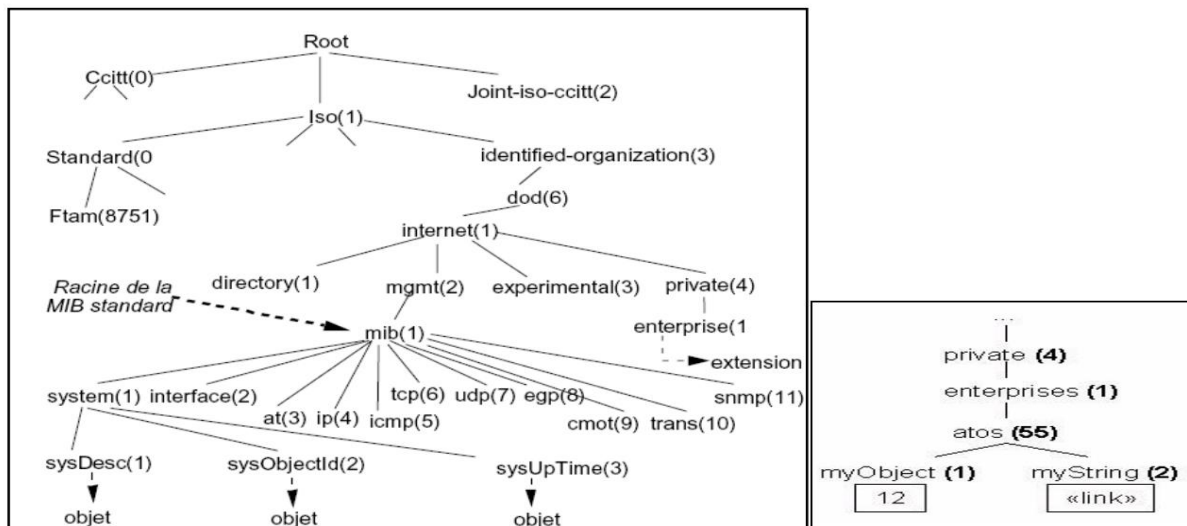 Root
Ccitt(0)
Joint-iso-ccitt(2)
Iso(1)
Standard(0
identified-organization(3)
dod(6)
Ftam(8751)
internet(1)
directory(1)
mgmt(2)
experimental(3)
private(4)
Racine de la
MIB standard
mib(1)
enterprise(1
extension
system(1)
interface(2)
at(3)
ip(4)
icmp(5)
tcp(6)
udp(7)
egp(8)
cmot(9)
trans(10)
snmp(11)
sysDesc(1)
sysObjectId(2)
sysUpTime(3)
objet
objet
objet
...
private (4)
enterprises (1)
atos (55)
myObject (1)
myString (2)
12
«link»